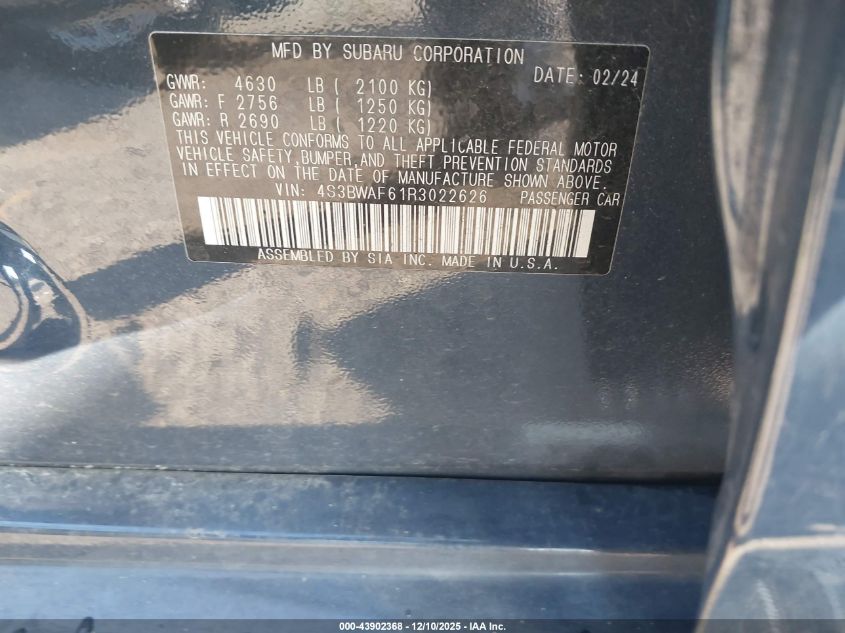 MFD BY SUBARU CORPORATION
DATE: 02/24
GVWR: 4630 LB ( 2100 KG)
GAWR: F 2756 LB ( 1250 KG)
GAWR: R 2690 LB ( 1220 KG)
THIS VEHICLE CONFORMS TO ALL APPLICABLE FEDERAL MOTOR
VEHICLE SAFETY,BUMPER,AND THEFT PREVENTION STANDARDS
IN EFFECT ON THE DATE OF MANUFACTURE SHOWN ABOVE.
VIN: 4S3BWAF61R3022626 PASSENGER CAR
ASSEMBLED BY SIA INC. MADE IN U.S.A.
000-43902368 - 12/10/2025 - IAA Inc.